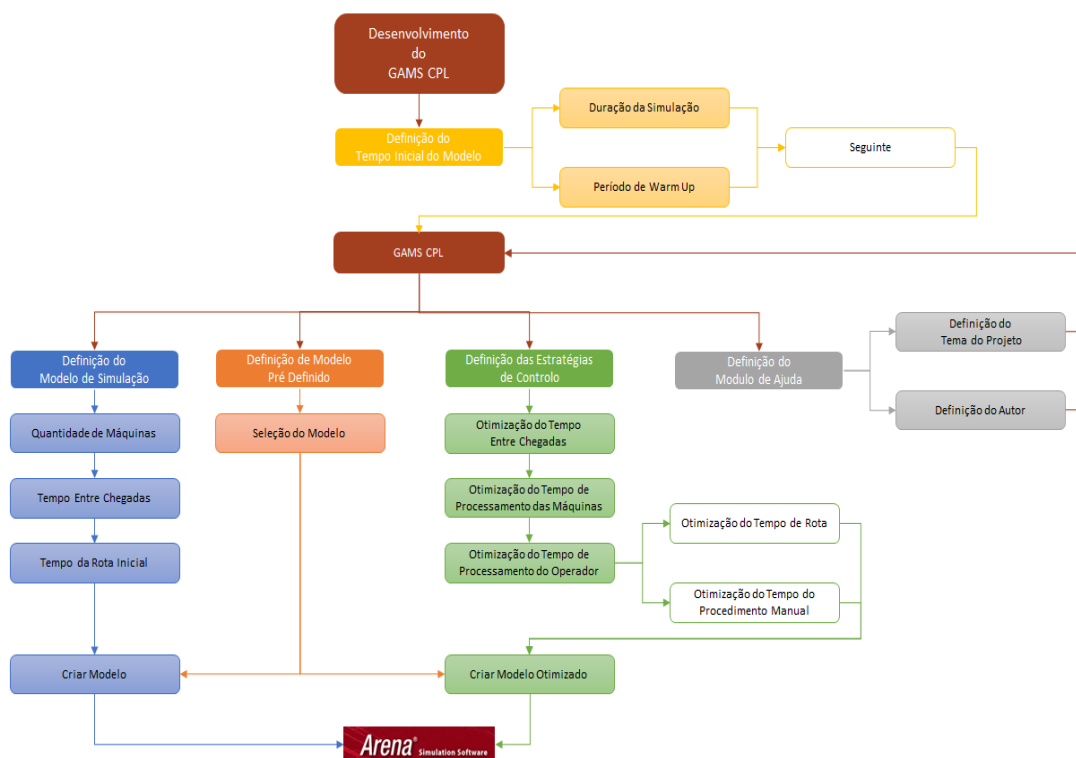 Desenvolvimento
do
GAMS CPL
Definição do
Tempo Inicial do Modelo
Duração da Simulação
Período de Warm Up
Seguinte
GAMS CPL
Definição do
Modelo de Simulação
Definição de Modelo
Pré Definido
Definição das Estratégias
de Controlo
Definição do
Modulo de Ajuda
Definição do
Tema do Projeto
Definição do Autor
Quantidade de Máquinas
Seleção do Modelo
Otimização do Tempo
Entre Chegadas
Tempo Entre Chegadas
Otimização do Tempo de
Processamento das Máquinas
Tempo da Rota Inicial
Otimização do Tempo de
Processamento do Operador
Otimização do Tempo de Rota
Otimização do Tempo do
Procedimento Manual
Criar Modelo
Criar Modelo Otimizado
Arena® Simulation Software